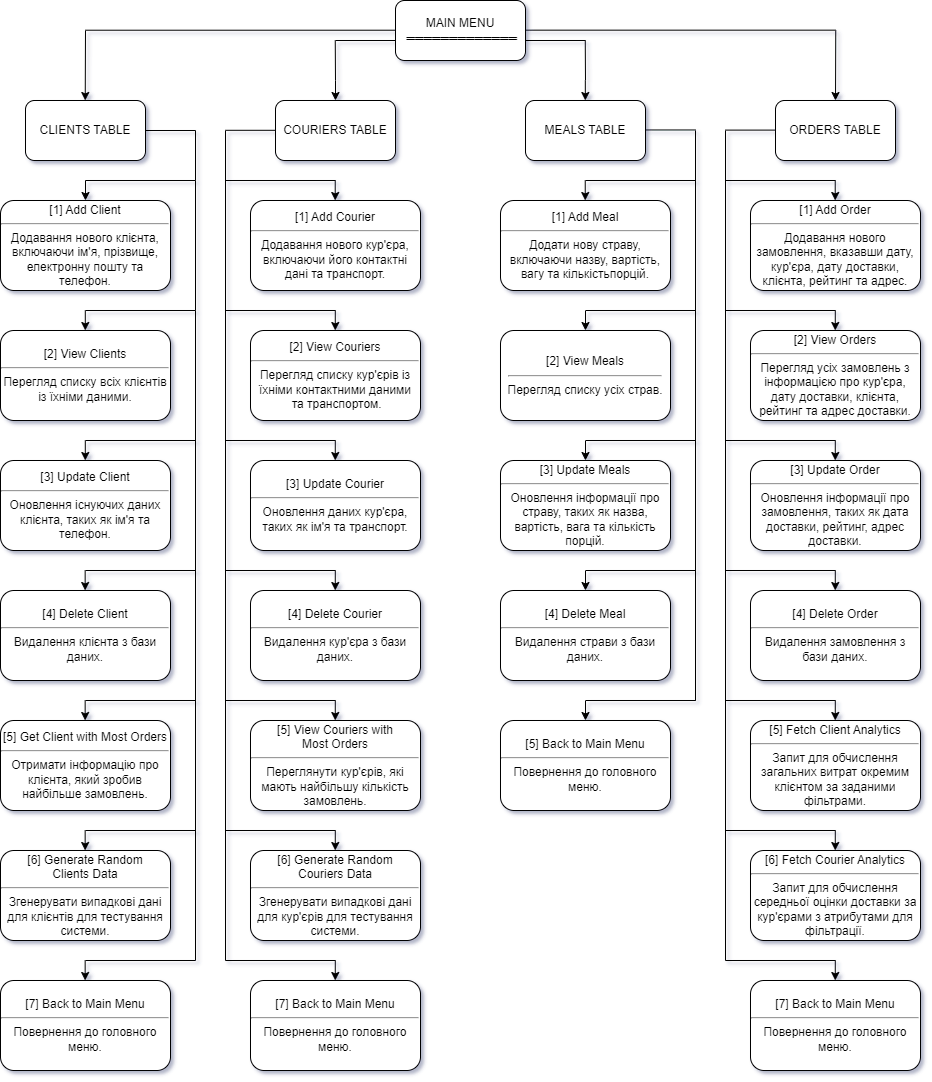 MAIN MENU
=============
CLIENTS TABLE
COURIERS TABLE
MEALS TABLE
ORDERS TABLE
[1] Add Client
Додавання нового клієнта,
включаючи ім'я, прізвище,
електронну пошту та
телефон.
[2] View Clients
Перегляд списку всіх клієнтів
із їхніми даними.
[3] Update Client
Оновлення існуючих даних
клієнта, таких як ім'я та
телефон.
[4] Delete Client
Видалення клієнта з бази
даних.
[5] Get Client with Most Orders
Отримати інформацію про
клієнта, який зробив
найбільше замовлень.
[6] Generate Random
Clients Data
Згенерувати випадкові дані
для клієнтів для тестування
системи.
[7] Back to Main Menu
Повернення до головного
меню.
[1] Add Courier
Додавання нового кур'єра,
включаючи його контактні
дані та транспорт.
[2] View Couriers
Перегляд списку кур'єрів із
їхніми контактними даними
та транспортом.
[3] Update Courier
Оновлення даних кур'єра,
таких як ім'я та транспорт.
[4] Delete Courier
Видалення кур'єра з бази
даних.
[5] View Couriers with
Most Orders
Переглянути кур'єрів, які
мають найбільшу кількість
замовлень.
[6] Generate Random
Couriers Data
Згенерувати випадкові дані
для кур'єрів для тестування
системи.
[7] Back to Main Menu
Повернення до головного
меню.
[1] Add Meal
Додати нову страву,
включаючи назву, вартість,
вагу та кількістьпорцій.
[2] View Meals
Перегляд списку усіх страв.
[3] Update Meals
Оновлення інформації про
страву, таких як назва,
вартість, вага та кількість
порцій.
[4] Delete Meal
Видалення страви з бази
даних.
[5] Back to Main Menu
Повернення до головного
меню.
[1] Add Order
Додавання нового
замовлення, вказавши дату,
кур'єра, дату доставки,
клієнта, рейтинг та адрес.
[2] View Orders
Перегляд усіх замовлень з
інформацією про кур'єра,
дату доставки, клієнта,
рейтинг та адрес доставки.
[3] Update Order
Оновлення інформації про
замовлення, таких як дата
доставки, рейтинг, адрес
доставки.
[4] Delete Order
Видалення замовлення з
бази даних.
[5] Fetch Client Analytics
Запит для обчислення
загальних витрат окремим
клієнтом за заданими
фільтрами.
[6] Fetch Courier Analytics
Запит для обчислення
середньої оцінки доставки за
кур'єрами з атрибутами для
фільтрації.
[7] Back to Main Menu
Повернення до головного
меню.